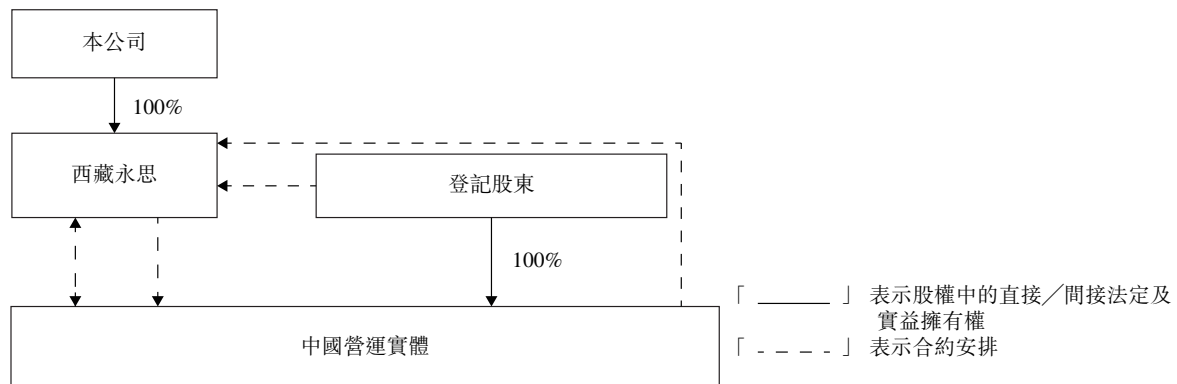 本公司
100%
西藏永思
登記股東
100%
「 」 表示股權中的直接／間接法定及
實益擁有權
中國營運實體
「 」 表示合約安排